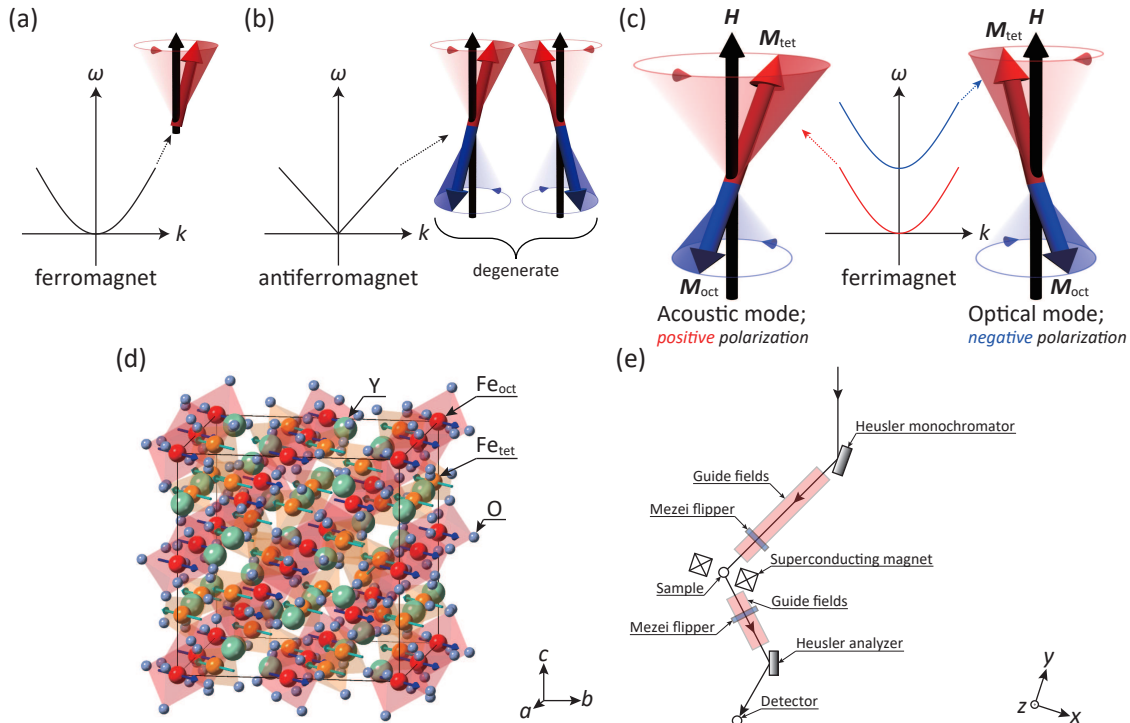 (a)
ω
k
ferromagnet
(b)
ω
k
antiferromagnet
degenerate
(c)
H
M tet
M oct
Acoustic mode;
positive polarization
ω
k
ferrimagnet
H
M tet
M oct
Optical mode;
negative polarization
(d)
Y
Fe oct
Fe tet
O
c
a
b
(e)
Heusler monochromator
Guide fields
Mezei flipper
Superconducting magnet
Sample
Guide fields
Mezei flipper
Heusler analyzer
Detector
y
z
x